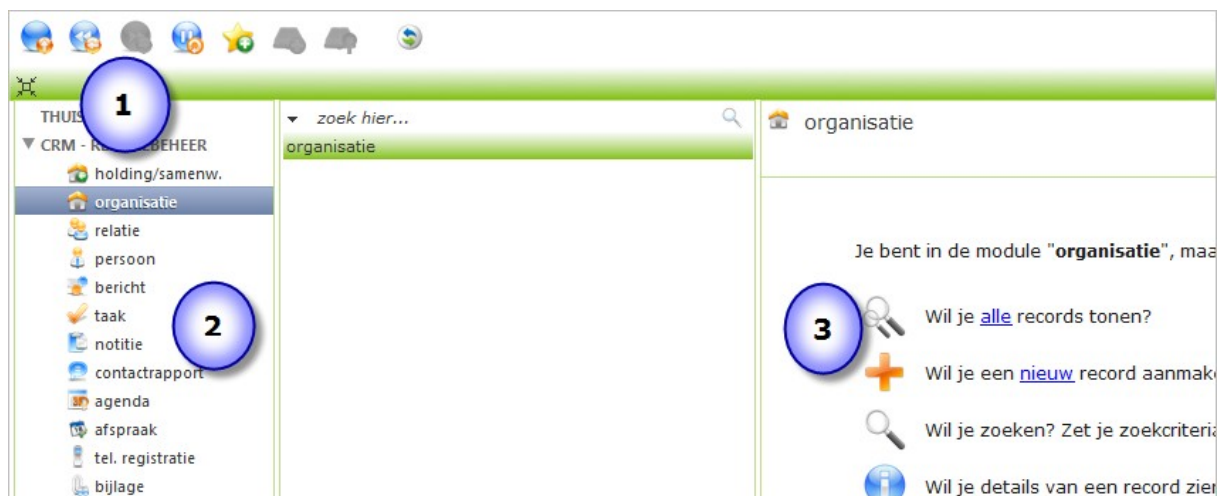 1
THUIS
CRM - R BEHEER
holding/samenw.
organisatie
relatie
persoon
bericht
taak
notitie
contactrapport
agenda
afspraak
tel. registratie
bijlage
2
zoek hier...
organisatie
organisatie
Je bent in de module "organisatie", maa
3
Wil je alle records tonen?
Wil je een nieuw record aanmak
Wil je zoeken? Zet je zoekcriteria
Wil je details van een record zien